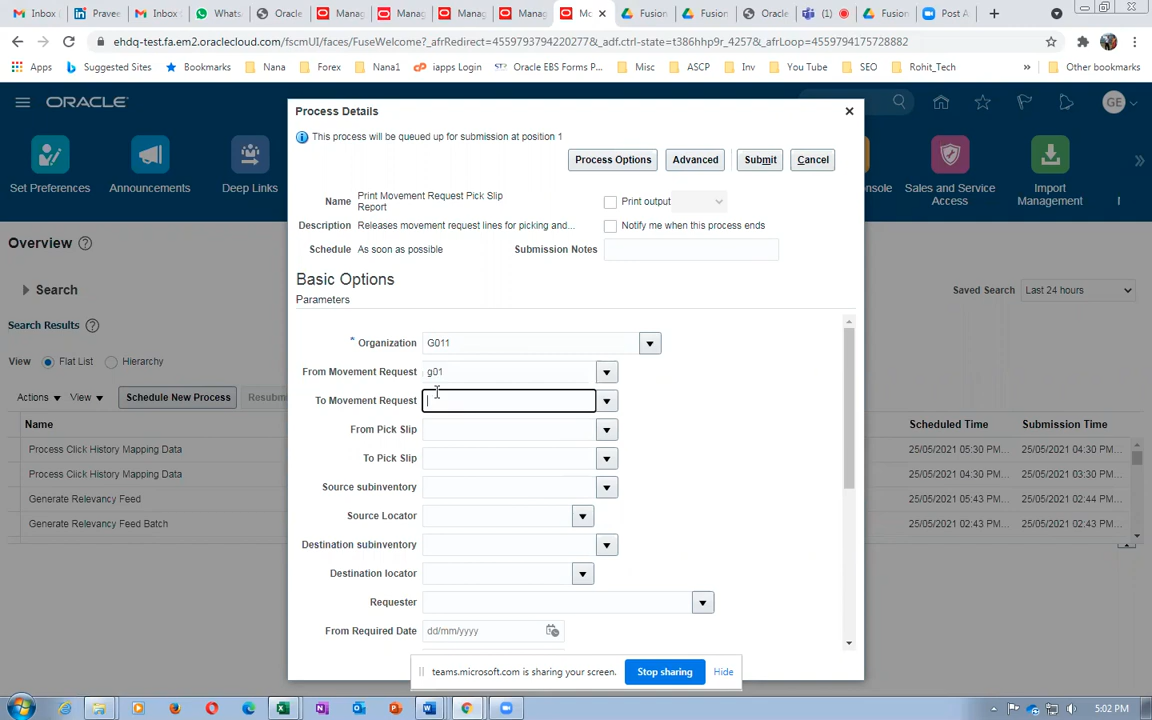 Inbox (
Pravee
Inbox
Whats
Oracle
Manag
Manag
Manag
Manag
Mo
Fusion
Fusion
Oracle
(1)
Fusion
Post A
ehdq-test.fa.em2.oraclecloud.com/fscmUI/faces/FuseWelcome?_afrRedirect=45597937942202​77&_adf.ctrl-state=t386hhp9r_4257&_afrLoop=4559794175728882
Apps
Suggested Sites
Bookmarks
Nana
Forex
Nana1
iapps Login
Oracle EBS Forms P...
Misc
ASCP
Inv
You Tube
SEO
Rohit_Tech
»
Other bookmarks
ORACLE
GE
Set Preferences
Announcements
Deep Links
onsole
Sales and Service Access
Import Management
Overview
Search
Saved Search Last 24 hours
Search Results
View Flat List Hierarchy
Actions View Schedule New Process Resubm
Name
Scheduled Time
Submission Time
Process Click History Mapping Data
25/05/2021 05:30 PM...
25/05/2021 04:30 PM...
Process Click History Mapping Data
25/05/2021 04:30 PM...
25/05/2021 03:30 PM...
Generate Relevancy Feed
25/05/2021 05:43 PM...
25/05/2021 02:44 PM...
Generate Relevancy Feed Batch
25/05/2021 02:43 PM...
25/05/2021 02:43 PM...
Process Details
This process will be queued up for submission at position 1
Process Options Advanced Submit Cancel
Name Print Movement Request Pick Slip
Report
Print output
Description Releases movement request lines for picking and...
Notify me when this process ends
Schedule As soon as possible
Submission Notes
Basic Options
Parameters
* Organization G011
From Movement Request g01
To Movement Request
From Pick Slip
To Pick Slip
Source subinventory
Source Locator
Destination subinventory
Destination locator
Requester
From Required Date dd/mm/yyyy
teams.microsoft.com is sharing your screen. Stop sharing Hide
5:02 PM